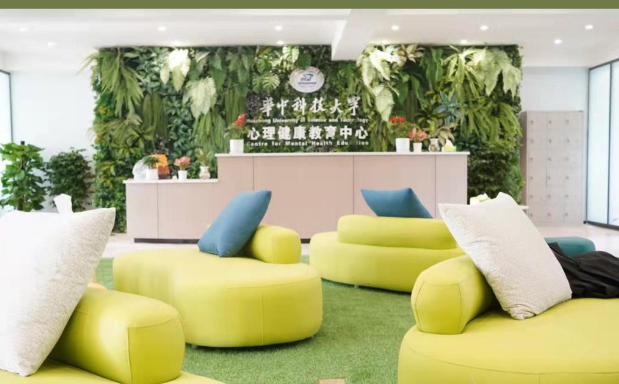 華中科技大学
Huazhong University of Science and Technology
心理健康教育中心
Centre for Mental Health Education